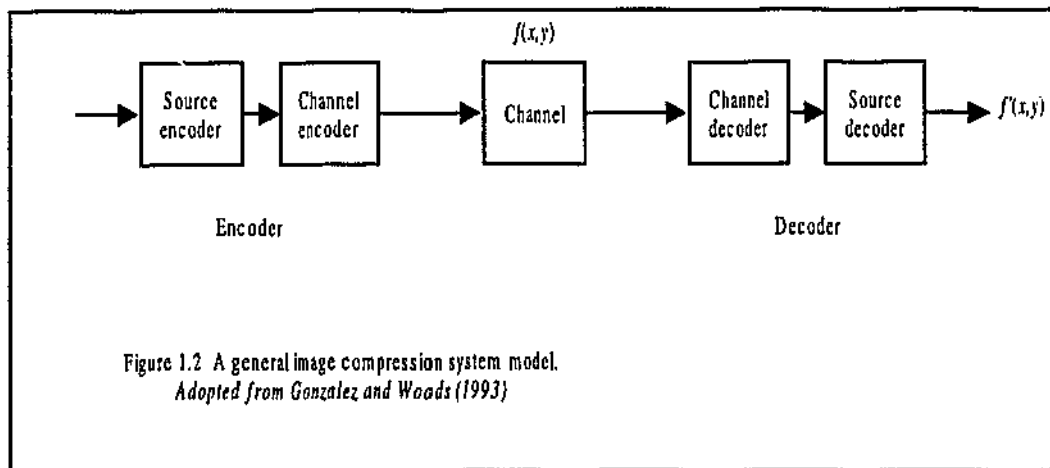 f(x,y)
Source
encoder
Channel
encoder
Channel
Channel
decoder
Source
decoder
f'(x,y)
Encoder
Decoder
Figure 1.2 A general image compression system model.
Adopted from Gonzalez and Woods (1993)